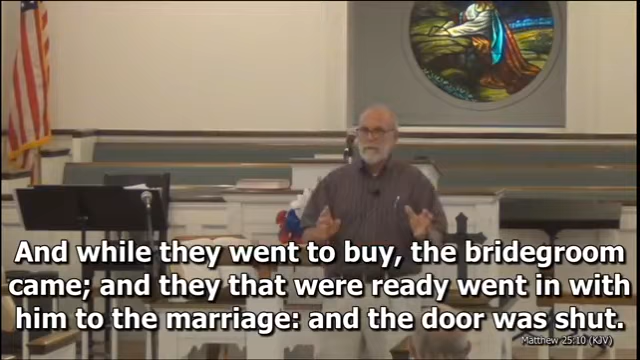 And while they went to buy, the bridegroom
came; and they that were ready went in with
him to the marriage: and the door was shut.
Matthew 25:10 (KJV)